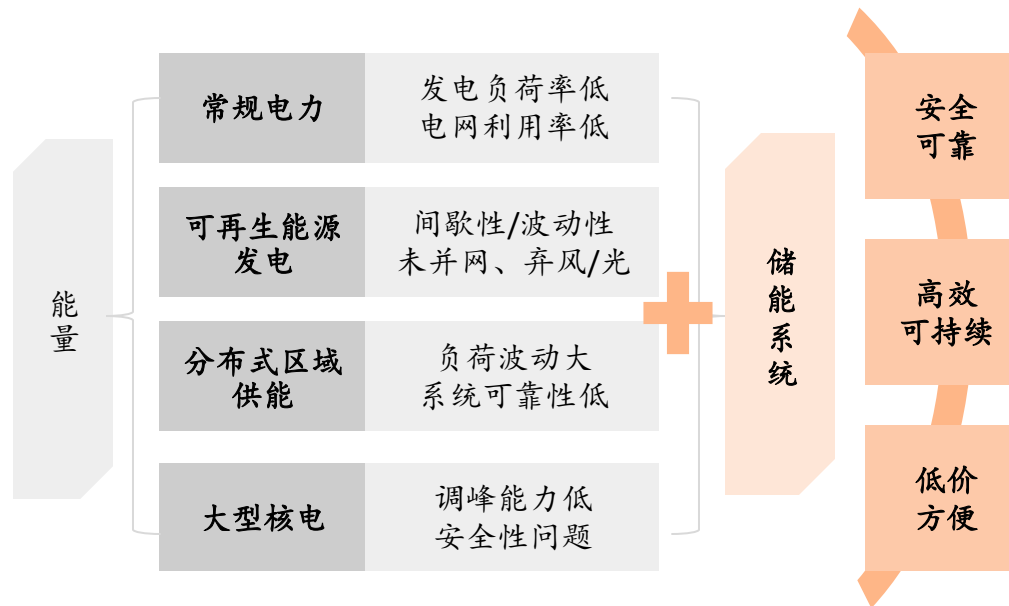 能
量
常规电力
发电负荷率低
电网利用率低
可再生能源
发电
间歇性/波动性
未并网、弃风/光
分布式区域
供能
负荷波动大
系统可靠性低
大型核电
调峰能力低
安全性问题
储
能
系
统
安全
可靠
高效
可持续
低价
方便